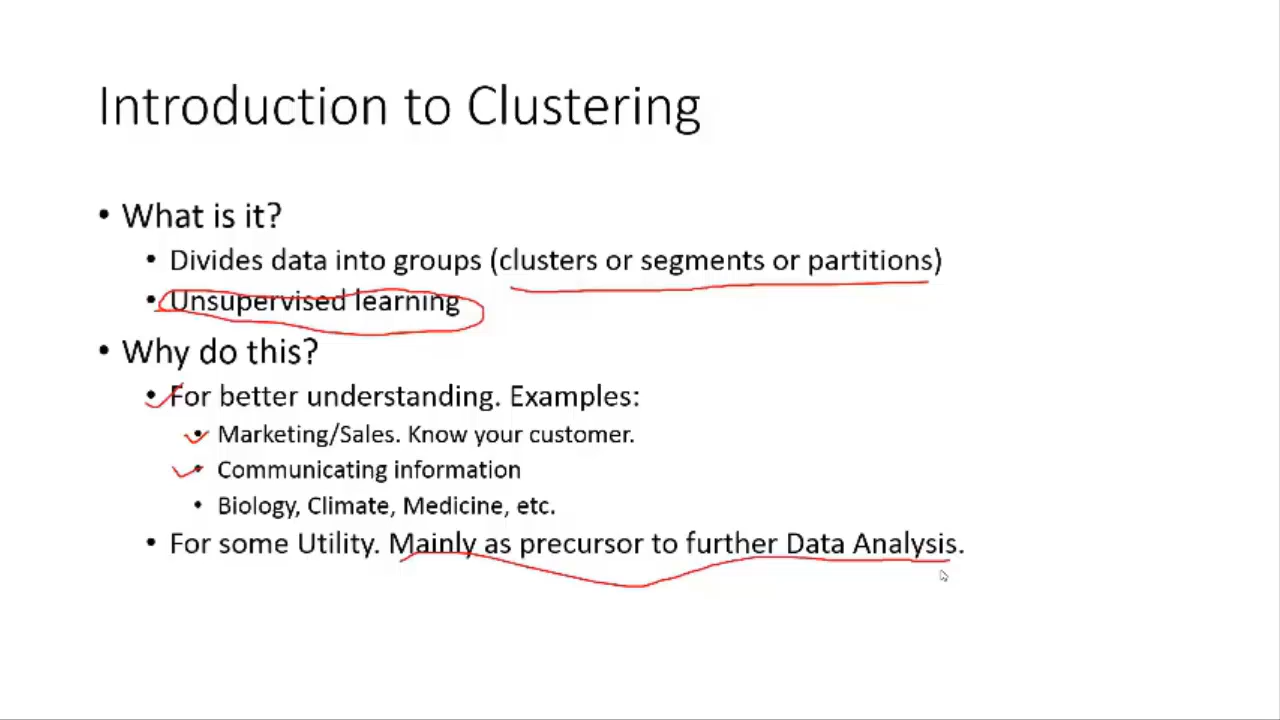 Introduction to Clustering
• What is it?
• Divides data into groups (clusters or segments or partitions)
• Unsupervised learning
• Why do this?
• For better understanding. Examples:
• Marketing/Sales. Know your customer.
• Communicating information
• Biology, Climate, Medicine, etc.
• For some Utility. Mainly as precursor to further Data Analysis.